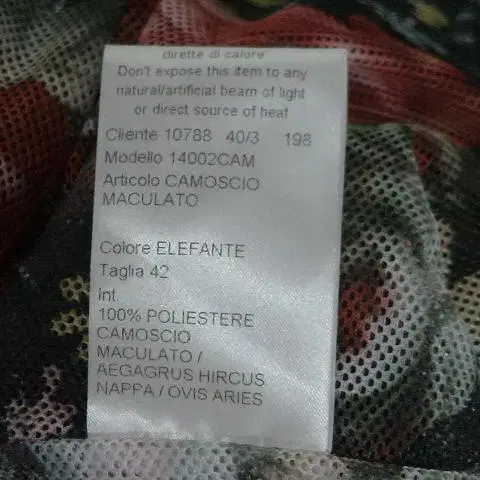 dirette di calore
Don't expose this item to any
natural/artificial beam of light
or direct source of heat
Cliente 10788 40/3 198
Modello 14002CAM
Articolo CAMOSCIO
MACULATO
Colore ELEFANTE
Taglia 42
Int.
100% POLIESTERE
CAMOSCIO
MACULATO /
AEGAGRUS HIRCUS
NAPPA / OVIS ARIES